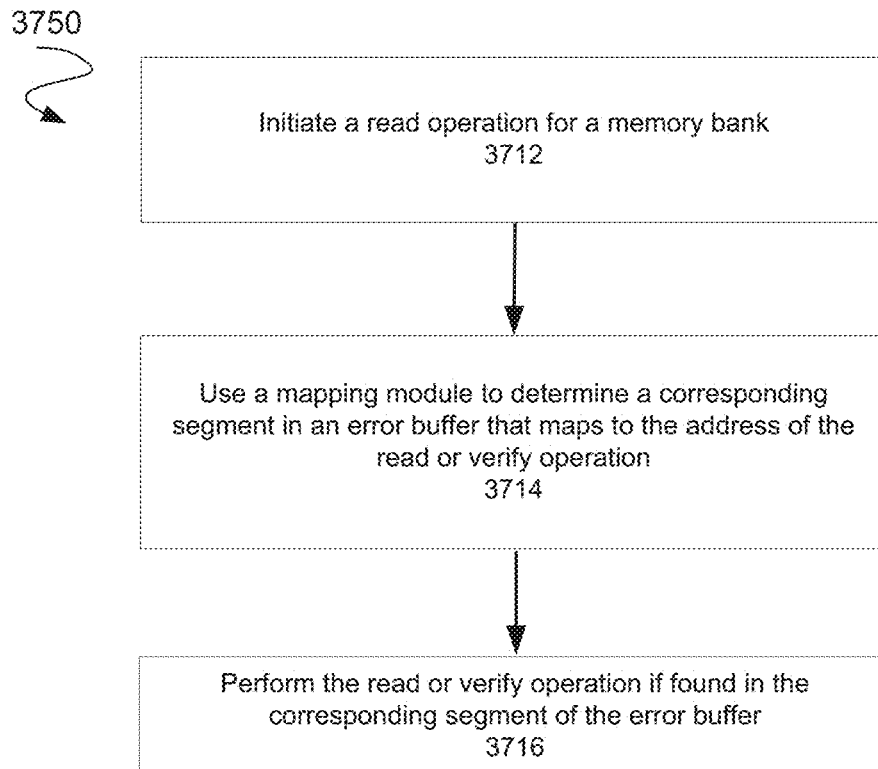 3750
Initiate a read operation for a memory bank
3712
Use a mapping module to determine a corresponding
segment in an error buffer that maps to the address of the
read or verify operation
3714
Perform the read or verify operation if found in the
corresponding segment of the error buffer
3716